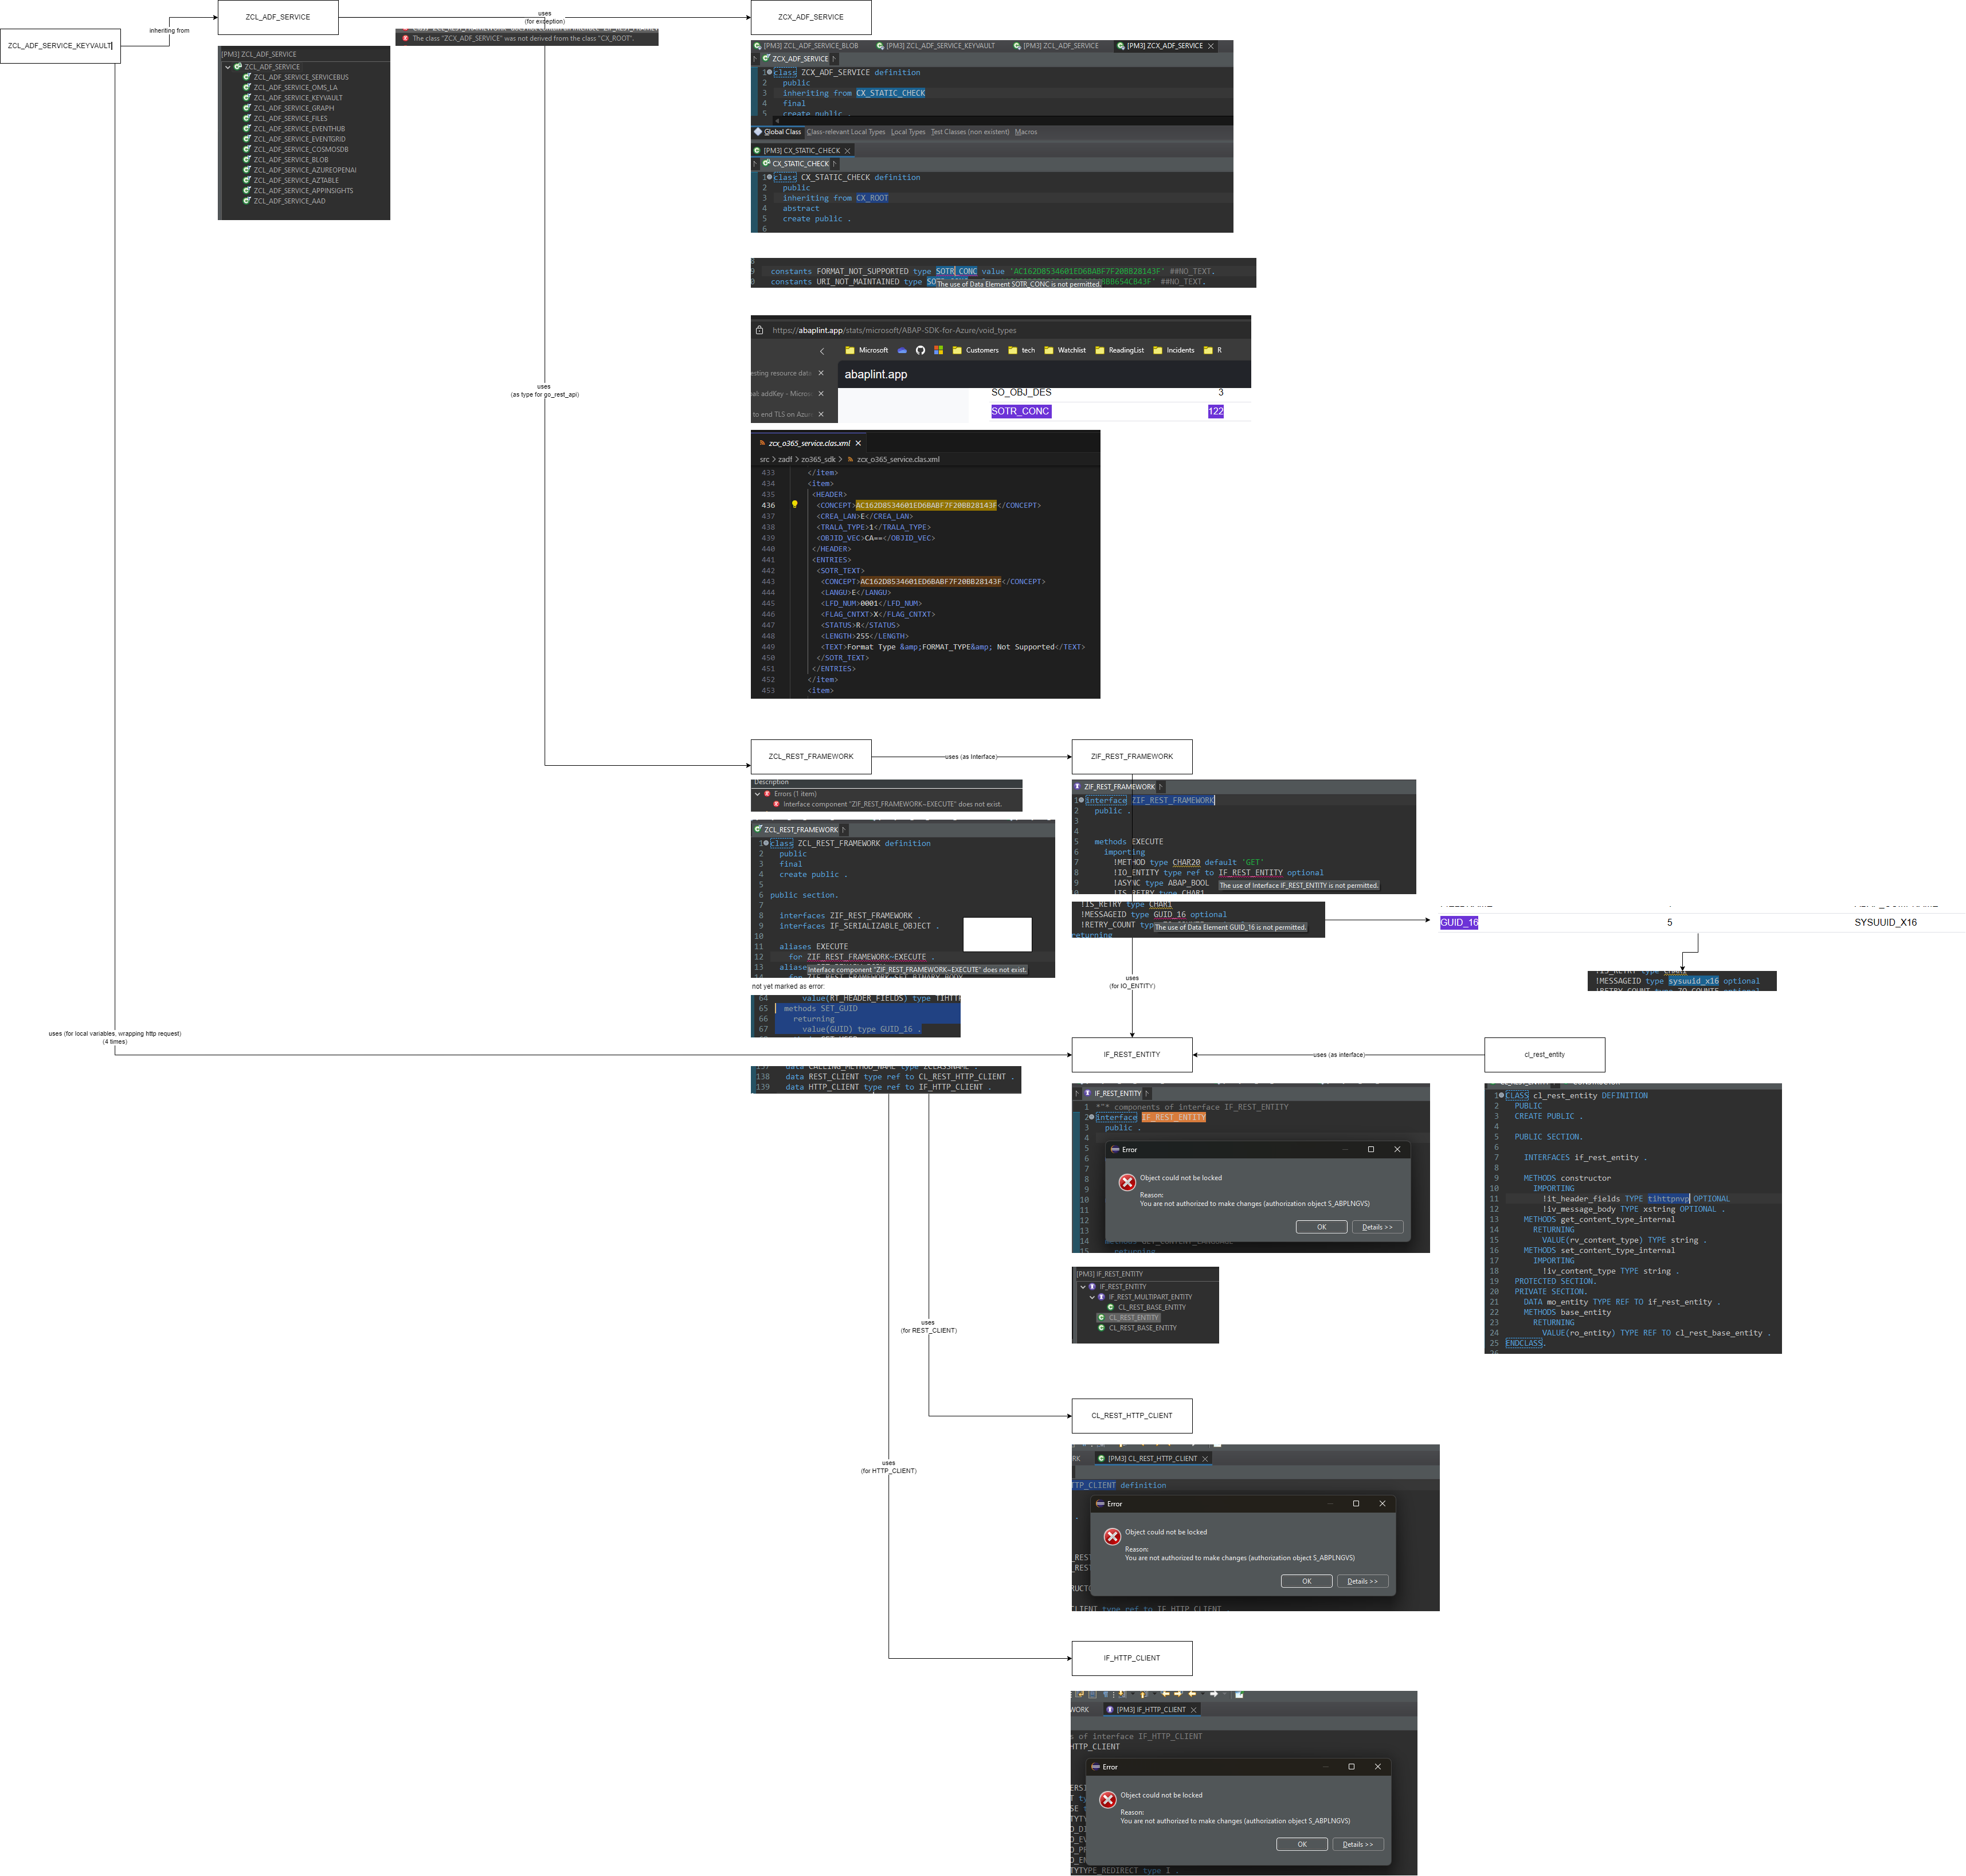 ZCL_ADF_SERVICE_KEYVAULT
inheriting from
ZCL_ADF_SERVICE
uses
(for exception)
ZCX_ADF_SERVICE
The class "ZCX_ADF_SERVICE" was not derived from the class "CX_ROOT".
[PM3] ZCL_ADF_SERVICE
ZCL_ADF_SERVICE
ZCL_ADF_SERVICE_SERVICEBUS
ZCL_ADF_SERVICE_OMS_LA
ZCL_ADF_SERVICE_KEYVAULT
ZCL_ADF_SERVICE_GRAPH
ZCL_ADF_SERVICE_FILES
ZCL_ADF_SERVICE_EVENTHUB
ZCL_ADF_SERVICE_EVENTGRID
ZCL_ADF_SERVICE_COSMOSDB
ZCL_ADF_SERVICE_BLOB
ZCL_ADF_SERVICE_AZUREOPENAI
ZCL_ADF_SERVICE_AZTABLE
ZCL_ADF_SERVICE_APPINSIGHTS
ZCL_ADF_SERVICE_AAD
[PM3] ZCL_ADF_SERVICE_BLOB [PM3] ZCL_ADF_SERVICE_KEYVAULT [PM3] ZCL_ADF_SERVICE [PM3] ZCX_ADF_SERVICE
ZCX_ADF_SERVICE
1 class ZCX_ADF_SERVICE definition
2 public
3 inheriting from CX_STATIC_CHECK
4 final
5 create public .
Global Class Class-relevant Local Types Local Types Test Classes (non existent) Macros
[PM3] CX_STATIC_CHECK
CX_STATIC_CHECK
1 class CX_STATIC_CHECK definition
2 public
3 inheriting from CX_ROOT
4 abstract
5 create public .
6
9 constants FORMAT_NOT_SUPPORTED type SOTR_CONC value 'AC162D8534601ED6BABF7F20BB28143F' ##NO_TEXT.
0 constants URI_NOT_MAINTAINED type SO
The use of Data Element SOTR_CONC is not permitted.
BB654CB43F' ##NO_TEXT.
https://abaplint.app/stats/microsoft/ABAP-SDK-for-Azure/void_types
Microsoft Customers tech Watchlist ReadingList Incidents R
esting resource data
abaplint.app
al: addKey - Micros
SO_OBJ_DES 3
to end TLS on Azur
SOTR_CONC 122
uses
(as type for go_rest_api)
zcx_o365_service.clas.xml
src > zadf > zo365_sdk > zcx_o365_service.clas.xml
433 </item>
434 <item>
435 <HEADER>
436 <CONCEPT>AC162D8534601ED6BABF7F20BB28143F</CONCEPT>
437 <CREA_LAN>E</CREA_LAN>
438 <TRALA_TYPE>1</TRALA_TYPE>
439 <OBJID_VEC>CA==</OBJID_VEC>
440 </HEADER>
441 <ENTRIES>
442 <SOTR_TEXT>
443 <CONCEPT>AC162D8534601ED6BABF7F20BB28143F</CONCEPT>
444 <LANGU>E</LANGU>
445 <LFD_NUM>0001</LFD_NUM>
446 <FLAG_CNTXT>X</FLAG_CNTXT>
447 <STATUS>R</STATUS>
448 <LENGTH>255</LENGTH>
449 <TEXT>Format Type &amp;FORMAT_TYPE&amp; Not Supported</TEXT>
450 </SOTR_TEXT>
451 </ENTRIES>
452 </item>
453 <item>
ZCL_REST_FRAMEWORK
uses (as Interface)
ZIF_REST_FRAMEWORK
Description
Errors (1 item)
Interface component "ZIF_REST_FRAMEWORK~EXECUTE" does not exist.
ZCL_REST_FRAMEWORK
1 class ZCL_REST_FRAMEWORK definition
2 public
3 final
4 create public .
5
6 public section.
7
8 interfaces ZIF_REST_FRAMEWORK .
9 interfaces IF_SERIALIZABLE_OBJECT .
10
11 aliases EXECUTE
12 for ZIF_REST_FRAMEWORK~EXECUTE .
13 aliase
Interface component "ZIF_REST_FRAMEWORK~EXECUTE" does not exist.
not yet marked as error:
64 value(RT_HEADER_FIELDS) type TIHTTP
65 methods SET_GUID
66 returning
67 value(GUID) type GUID_16 .
ZIF_REST_FRAMEWORK
1 interface ZIF_REST_FRAMEWORK
2 public .
3
4
5 methods EXECUTE
6 importing
7 !METHOD type CHAR20 default 'GET'
8 !IO_ENTITY type ref to IF_REST_ENTITY optional
9 !ASYNC type ABAP_BOOL
The use of Interface IF_REST_ENTITY is not permitted.
!IS_RETRY type CHAR1
!MESSAGEID type GUID_16 optional
!RETRY_COUNT typ
The use of Data Element GUID_16 is not permitted.
returning
GUID_16 5 SYSUUID_X16
!MESSAGEID type sysuuid_x16 optional
uses
(for IO_ENTITY)
uses (for local variables, wrapping http request)
(4 times)
IF_REST_ENTITY
uses (as interface)
cl_rest_entity
137 data CALLING_METHOD_NAME type ZCLASSNAME .
138 data REST_CLIENT type ref to CL_REST_HTTP_CLIENT .
139 data HTTP_CLIENT type ref to IF_HTTP_CLIENT .
IF_REST_ENTITY
1 *"* components of interface IF_REST_ENTITY
2 interface IF_REST_ENTITY
3 public .
4
5
6
7
8
9
10
11
12
13
14
15 returning
Error
Object could not be locked
Reason:
You are not authorized to make changes (authorization object S_ABPLNGVS)
OK Details >>
[PM3] IF_REST_ENTITY
IF_REST_ENTITY
IF_REST_MULTIPART_ENTITY
CL_REST_BASE_ENTITY
CL_REST_ENTITY
CL_REST_BASE_ENTITY
1 CLASS cl_rest_entity DEFINITION
2 PUBLIC
3 CREATE PUBLIC .
4
5 PUBLIC SECTION.
6
7 INTERFACES if_rest_entity .
8
9 METHODS constructor
10 IMPORTING
11 !it_header_fields TYPE tihttpnvp OPTIONAL
12 !iv_message_body TYPE xstring OPTIONAL .
13 METHODS get_content_type_internal
14 RETURNING
15 VALUE(rv_content_type) TYPE string .
16 METHODS set_content_type_internal
17 IMPORTING
18 !iv_content_type TYPE string .
19 PROTECTED SECTION.
20 PRIVATE SECTION.
21 DATA mo_entity TYPE REF TO if_rest_entity .
22 METHODS base_entity
23 RETURNING
24 VALUE(ro_entity) TYPE REF TO cl_rest_base_entity .
25 ENDCLASS.
uses
(for REST_CLIENT)
CL_REST_HTTP_CLIENT
RK [PM3] CL_REST_HTTP_CLIENT
TTP_CLIENT definition
Error
Object could not be locked
Reason:
You are not authorized to make changes (authorization object S_ABPLNGVS)
OK Details >>
_REST
_REST
RUCTO
CLIENT type ref to IF_HTTP_CLIENT .
uses
(for HTTP_CLIENT)
IF_HTTP_CLIENT
WORK [PM3] IF_HTTP_CLIENT
s of interface IF_HTTP_CLIENT
HTTP_CLIENT
Error
Object could not be locked
Reason:
You are not authorized to make changes (authorization object S_ABPLNGVS)
OK Details >>
TYTYPE_REDIRECT type I .